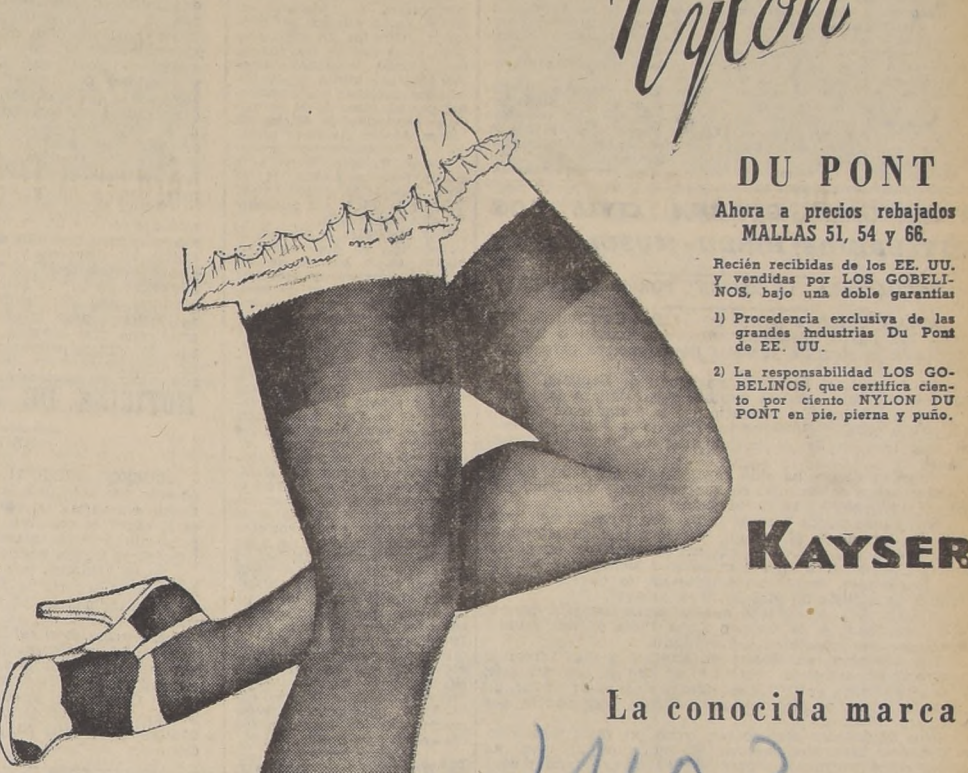 Nylon
DU PONT
Ahora a precios rebajados
MALLAS 51, 54 y 66.
Recién recibidas de los EE. UU.
y vendidas por LOS GOBELI-
NOS, bajo una doble garantía:
1) Procedencia exclusiva de las
grandes industrias Du Pont
de EE. UU.
2) La responsabilidad LOS GO-
BELINOS, que certifica cien-
to por ciento NYLON DU
PONT en pie, pierna y puño.
KAYSER
La conocida marca